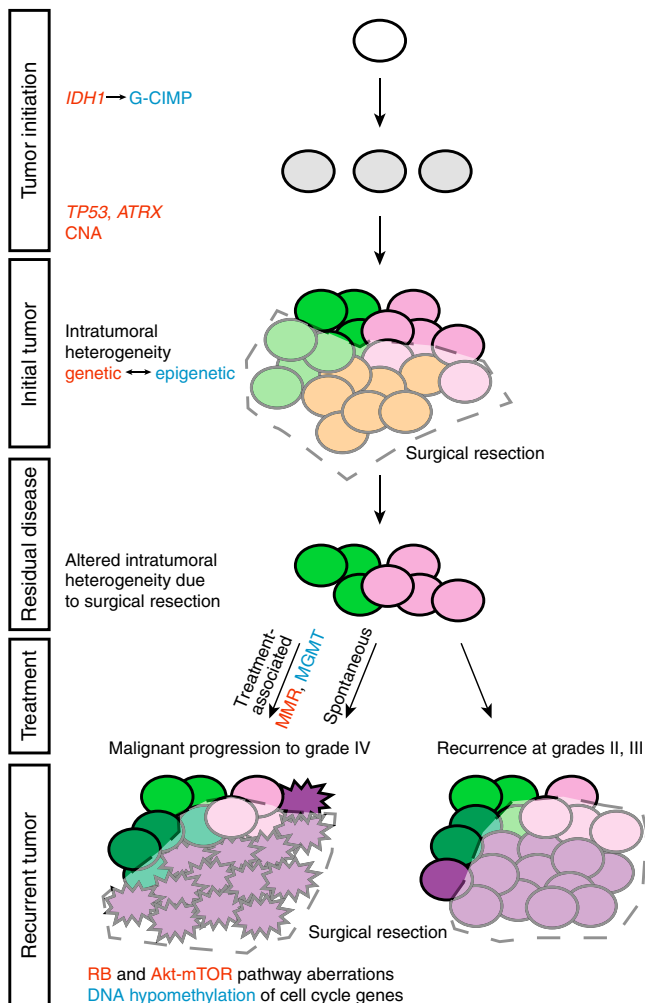 Tumor initiation
IDH1 → G-CIMP
TP53, ATRX
CNA
Initial tumor
Intratumoral
heterogeneity
genetic ↔ epigenetic
Surgical resection
Residual disease
Altered intratumoral
heterogeneity due
to surgical resection
Treatment
Treatment-
associated
MMR, MGMT
Spontaneous
Malignant progression to grade IV
Recurrence at grades II, III
Recurrent tumor
Surgical resection
RB and Akt-mTOR pathway aberrations
DNA hypomethylation of cell cycle genes